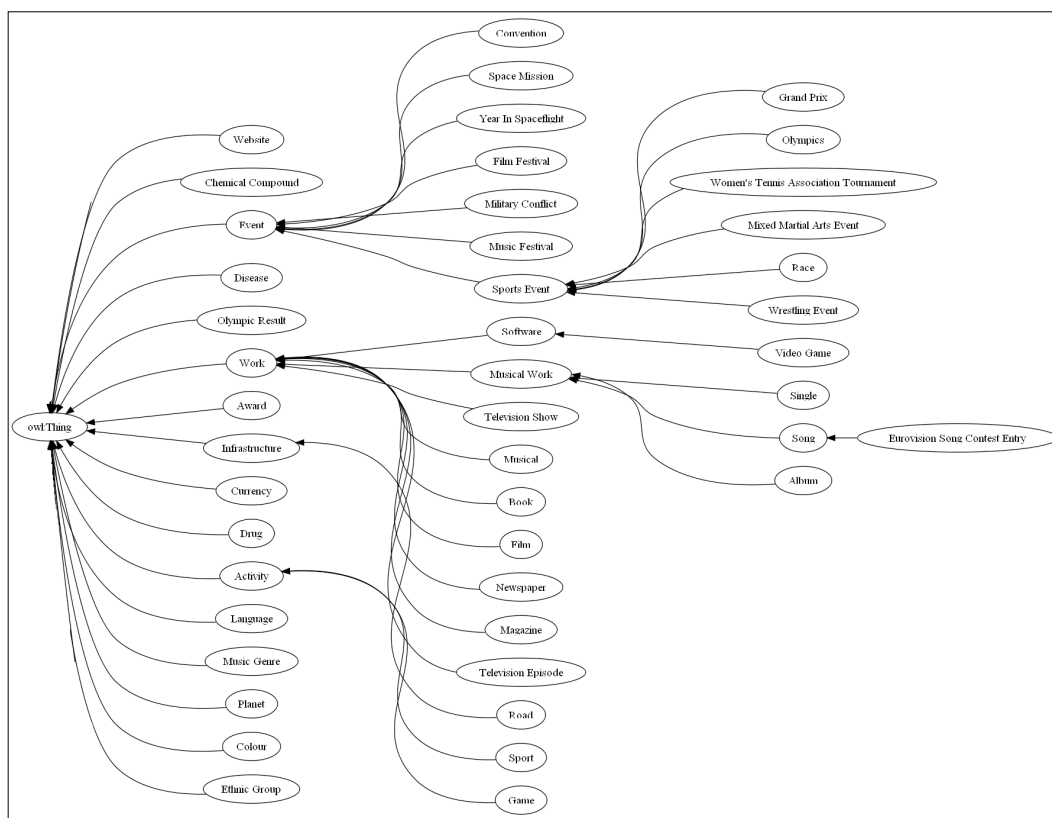 Convention
Space Mission
Grand Prix
Year In Spaceflight
Website
Olympics
Film Festival
Chemical Compound
Women's Tennis Association Tournament
Military Conflict
Event
Mixed Martial Arts Event
Music Festival
Race
Disease
Sports Event
Wrestling Event
Olympic Result
Software
Video Game
Work
Musical Work
Single
Award
Television Show
owl:Thing
Song
Eurovision Song Contest Entry
Infrastructure
Musical
Album
Currency
Book
Drug
Film
Activity
Newspaper
Language
Magazine
Music Genre
Television Episode
Planet
Road
Colour
Sport
Ethnic Group
Game